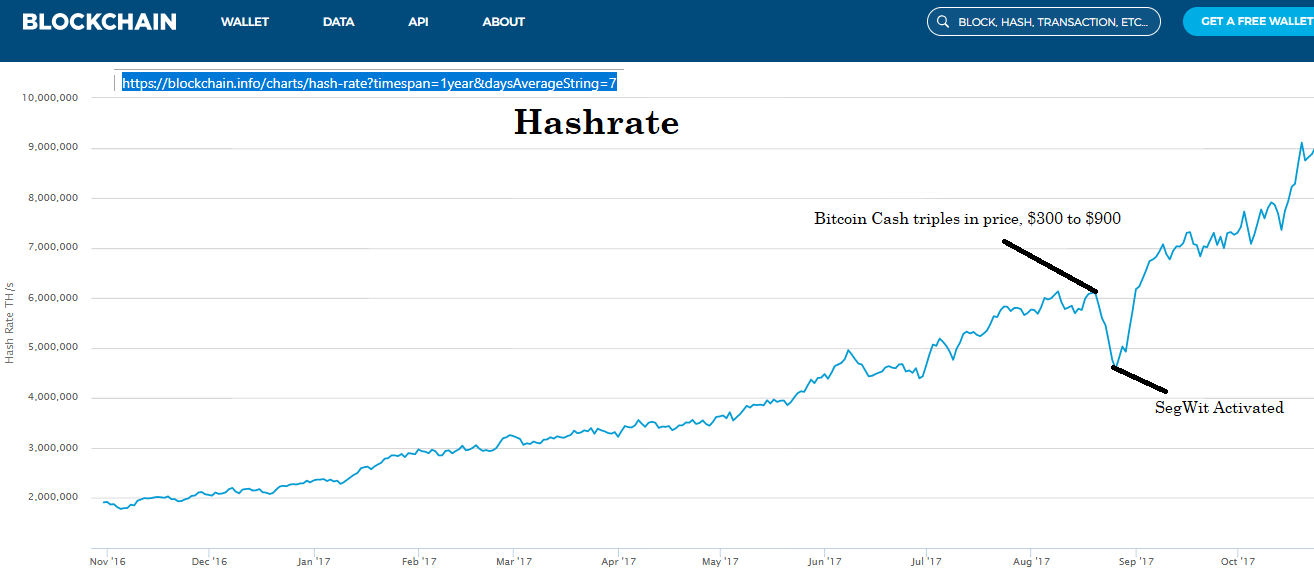 BLOCKCHAIN WALLET DATA API ABOUT BLOCK, HASH, TRANSACTION, ETC... GET A FREE WALLET
https://blockchain.info/charts/hash-rate?timespan=1year&daysAverageString=7
Hashrate
10,000,000
9,000,000
8,000,000
Bitcoin Cash triples in price, $300 to $900
7,000,000
6,000,000
5,000,000
4,000,000
SegWit Activated
3,000,000
2,000,000
Hash Rate TH/s
Nov '16 Dec '16 Jan '17 Feb '17 Mar '17 Apr '17 May '17 Jun '17 Jul '17 Aug '17 Sep '17 Oct '17